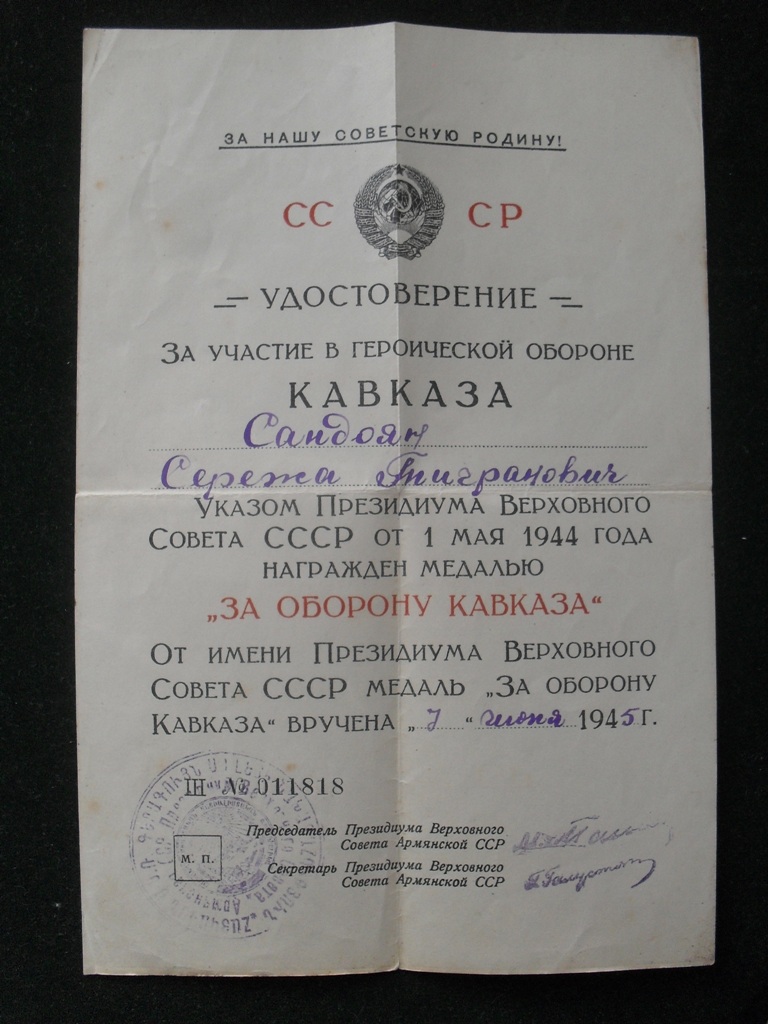 ЗА НАШУ СОВЕТСКУЮ РОДИНУ!
СС СР
УДОСТОВЕРЕНИЕ
ЗА УЧАСТИЕ В ГЕРОИЧЕСКОЙ ОБОРОНЕ
КАВКАЗА
Сандоян
Сережа Тигранович
УКАЗОМ ПРЕЗИДИУМА ВЕРХОВНОГО
СОВЕТА СССР ОТ 1 МАЯ 1944 ГОДА
НАГРАЖДЕН МЕДАЛЬЮ
„ЗА ОБОРОНУ КАВКАЗА“
ОТ ИМЕНИ ПРЕЗИДИУМА ВЕРХОВНОГО
СОВЕТА СССР МЕДАЛЬ „ЗА ОБОРОНУ
КАВКАЗА“ ВРУЧЕНА „7“ июня 1945 Г.
Ш № 011818
Председатель Президиума Верховного
Совета Армянской ССР
М. П.
Секретарь Президиума Верховного
Совета Армянской ССР